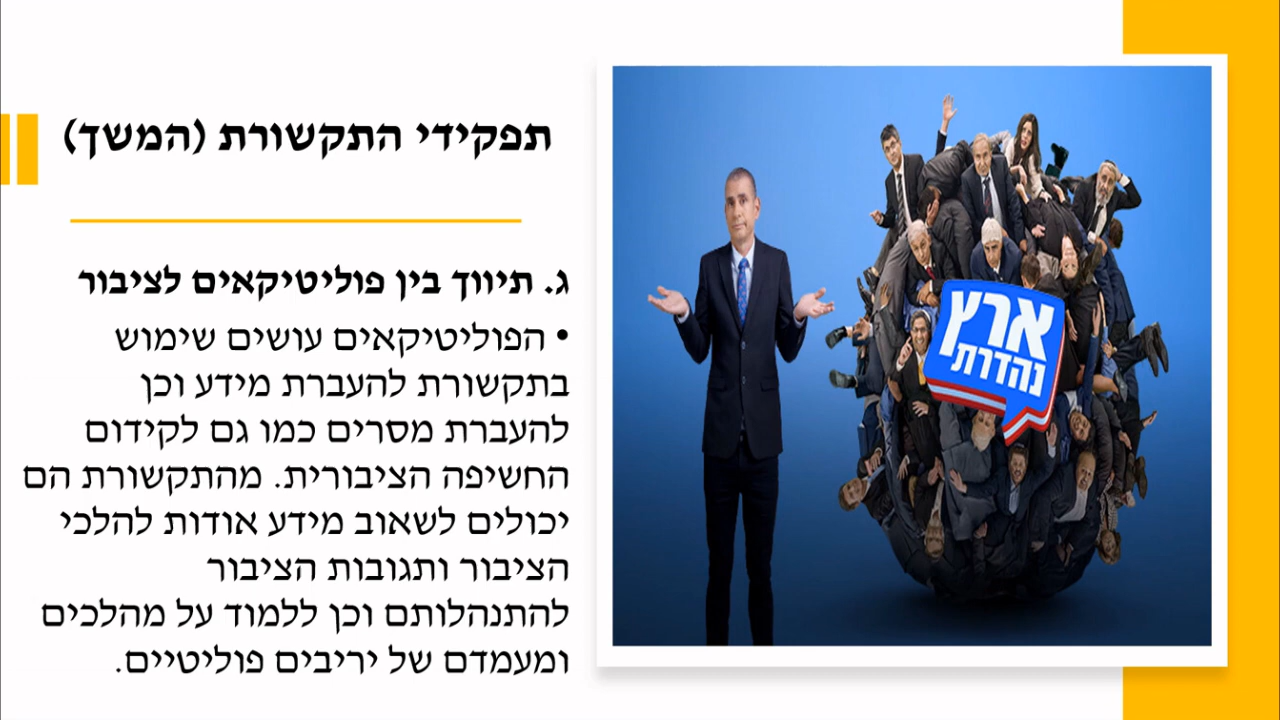 תפקידי התקשורת (המשך)
ג. תיווך בין פוליטיקאים לציבור
• הפוליטיקאים עושים שימוש
בתקשורת להעברת מידע וכן
להעברת מסרים כמו גם לקידום
החשיפה הציבורית. מהתקשורת הם
יכולים לשאוב מידע אודות להלכי
הציבור ותגובות הציבור
להתנהלותם וכן ללמוד על מהלכים
ומעמדם של יריבים פוליטיים.
ארץ
נהדרת